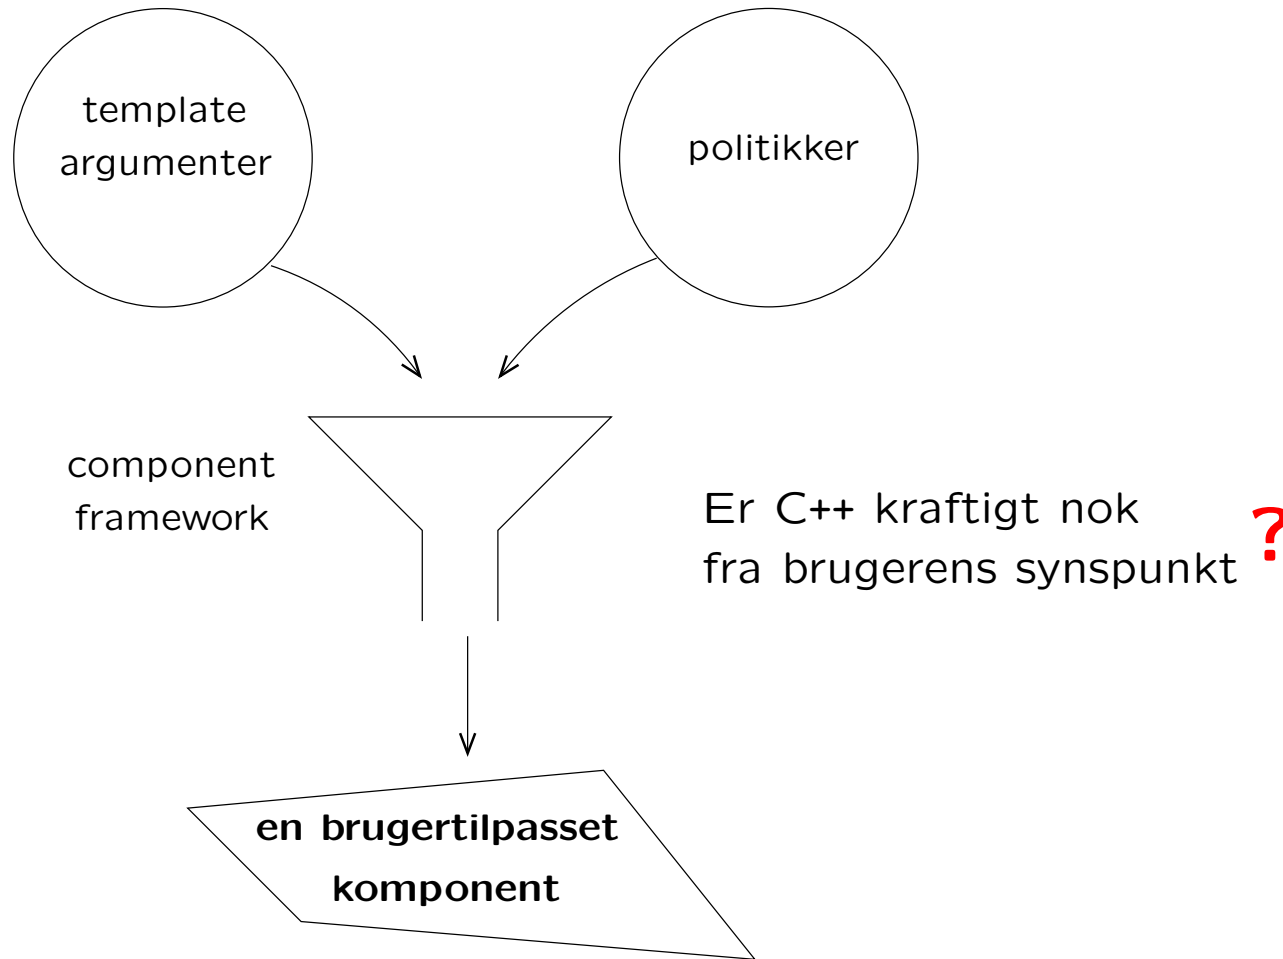 template
argumenter
politikker
component
framework
Er C++ kraftigt nok
fra brugerens synspunkt ?
en brugertilpasset
komponent